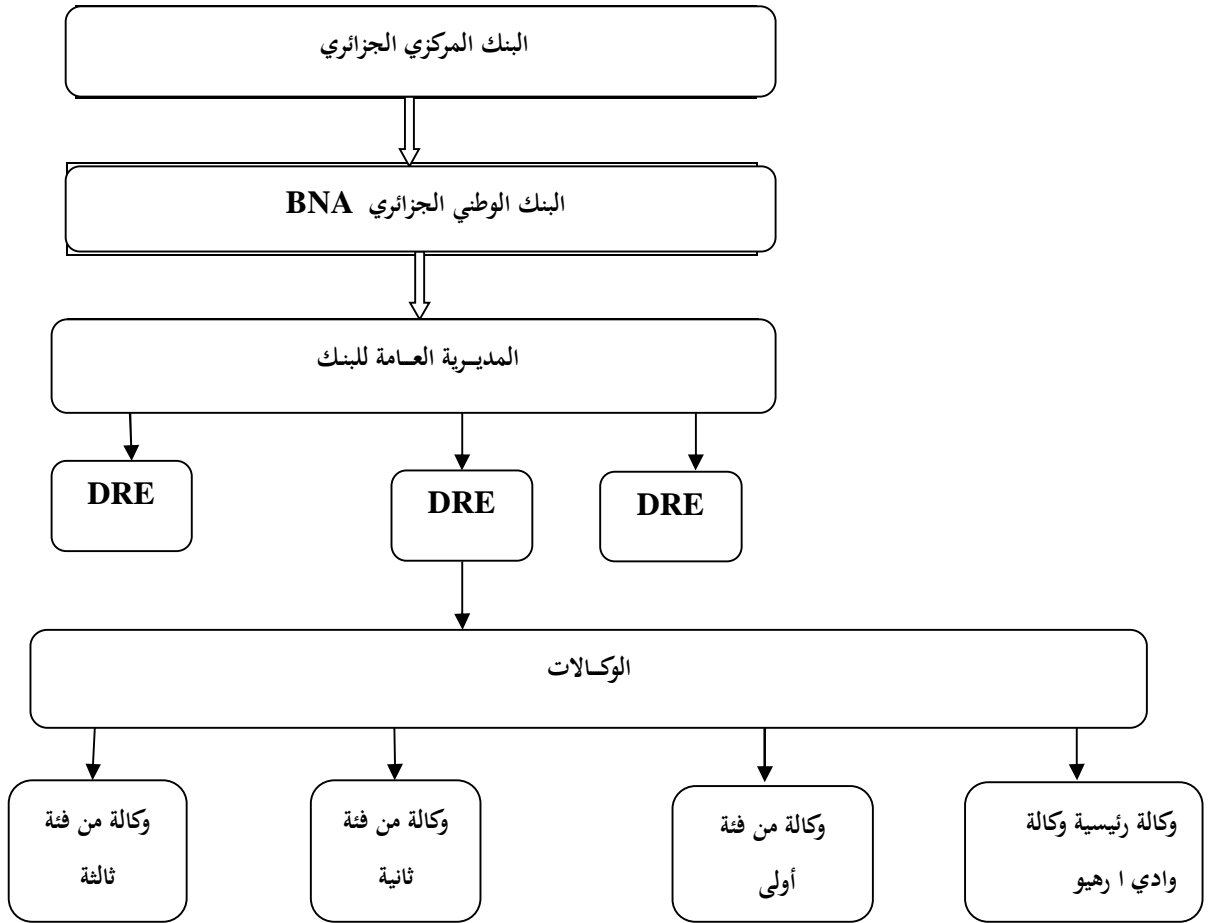 البنك المركزي الجزائري
البنك الوطني الجزائري BNA
المديـرية العـامة للبنـك
DRE
DRE
DRE
الوكـالات
وكالة رئيسية وكالة
وادي ا رهيو
وكالة من فئة
أولى
وكالة من فئة
ثانية
وكالة من فئة
ثالثة